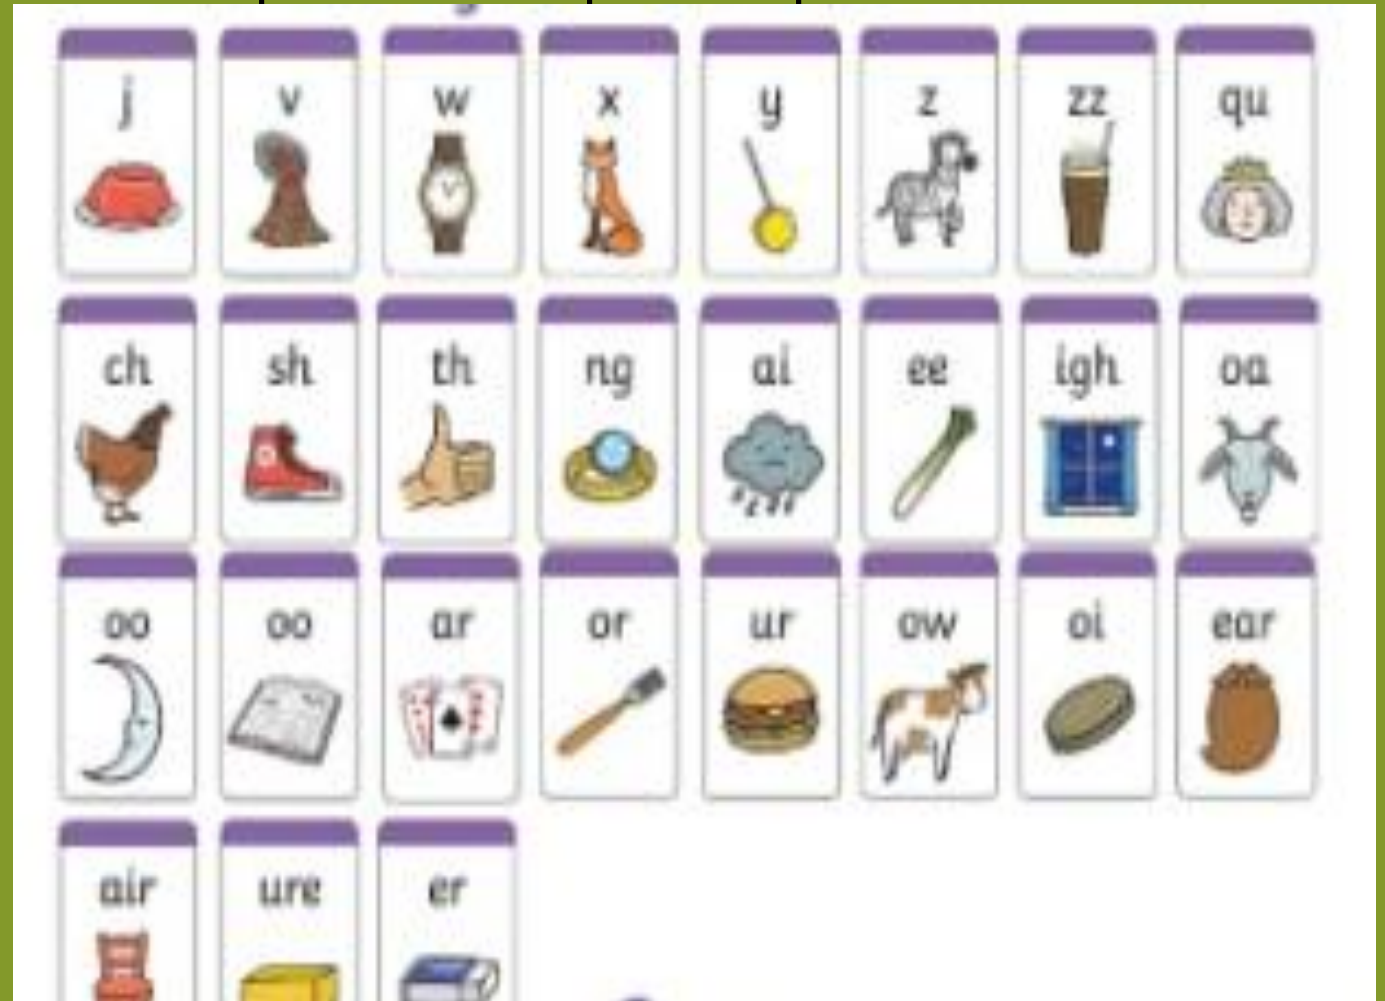 j v w x y z zz qu
ch sh th ng ai ee igh oa
oo oo ar or ur ow oi ear
air ure er